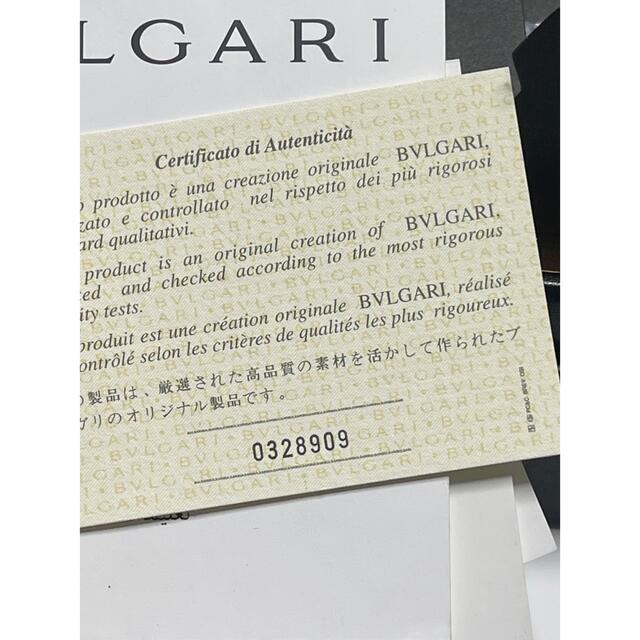 LGARI
Certificato di Autenticità
prodotto è una creazione originale BVLGARI,
zato e controllato nel rispetto dei più rigorosi
ard qualitativi.
product is an original creation of BVLGARI,
ted and checked according to the most rigorous
ity tests.
produit est une création originale BVLGARI, réalisé
ontrôlé selon les critères de qualités les plus rigoureux.
の製品は、厳選された高品質の素材を活かして作られたブ
ガリのオリジナル製品です。
0328909